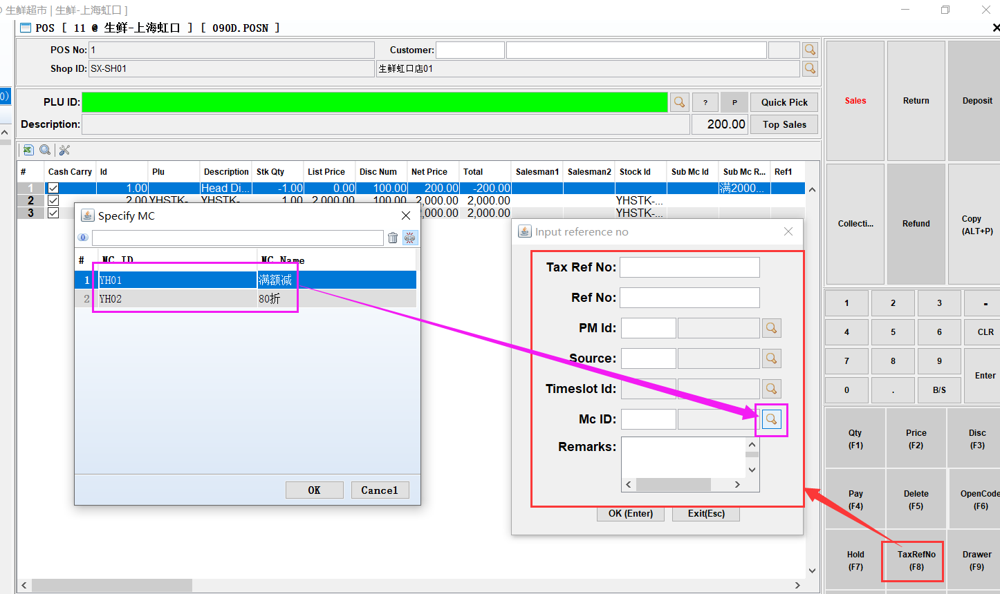 生鲜超市 | 生鲜-上海虹口 ]
POS [ 11 @ 生鲜-上海虹口 ] [ 090D.POSN ]
POS No: 1 Customer:
Shop ID: SX-SH01 生鲜虹口店01
PLU ID: ? P Quick Pick
Description: 200.00 Top Sales
# Cash Carry Id Plu Description Stk Qty List Price Disc Num Net Price Total Salesman1 Salesman2 Stock Id Sub Mc Id Sub Mc R... Ref1
1 1.00 Head Di... -1.00 0.00 100.00 200.00 -200.00 满2000...
2 2.00 YHSTK- YHSTK- 1.00 2,000.00 100.00 2,000.00 2,000.00 YHSTK-...
3 2,000.00 2,000.00 YHSTK-...
Specify MC
# MC ID MC Name
1 YH01 满额减
2 YH02 80折
OK Cancel
Input reference no
Tax Ref No:
Ref No:
PM Id:
Source:
Timeslot Id:
Mc ID:
Remarks:
OK (Enter) Exit(Esc)
Sales Return Deposit
Collecti... Refund Copy
(ALT+P)
1 2 3 -
4 5 6 CLR
7 8 9 Enter
0 . B/S
Qty Price Disc
(F1) (F2) (F3)
Pay Delete OpenCode
(F4) (F5) (F6)
Hold TaxRefNo Drawer
(F7) (F8) (F9)
0)